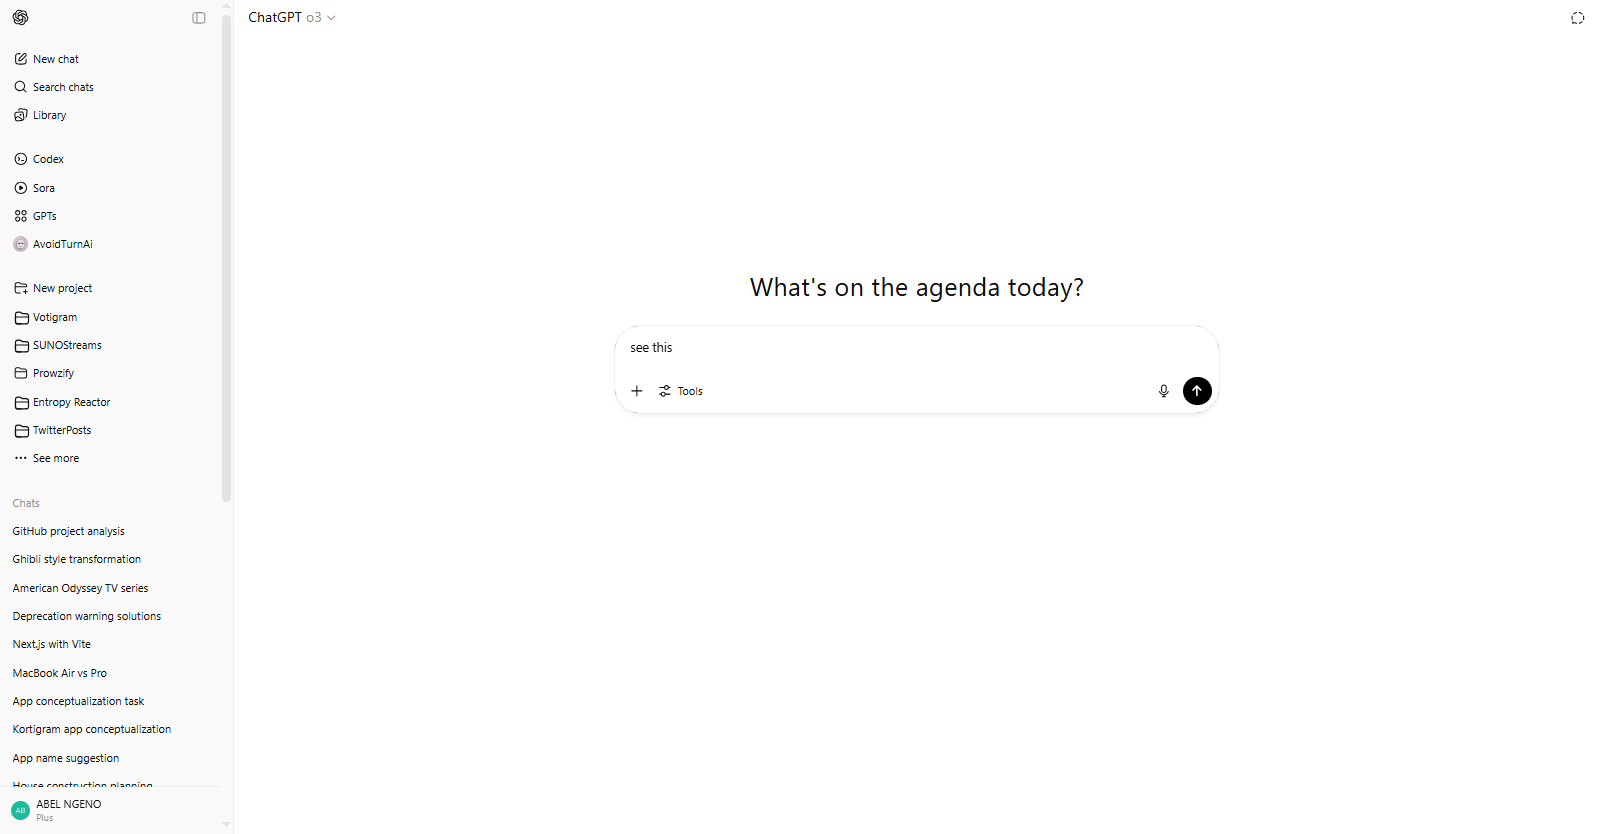 New chat
Search chats
Library
Codex
Sora
GPTs
AvoidTurnAi
New project
Votigram
SUNOStreams
Prowzify
Entropy Reactor
TwitterPosts
See more
Chats
GitHub project analysis
Ghibli style transformation
American Odyssey TV series
Deprecation warning solutions
Next.js with Vite
MacBook Air vs Pro
App conceptualization task
Kortigram app conceptualization
App name suggestion
House construction planning
AB
ABEL NGENO
Plus
ChatGPT o3
What's on the agenda today?
see this
Tools